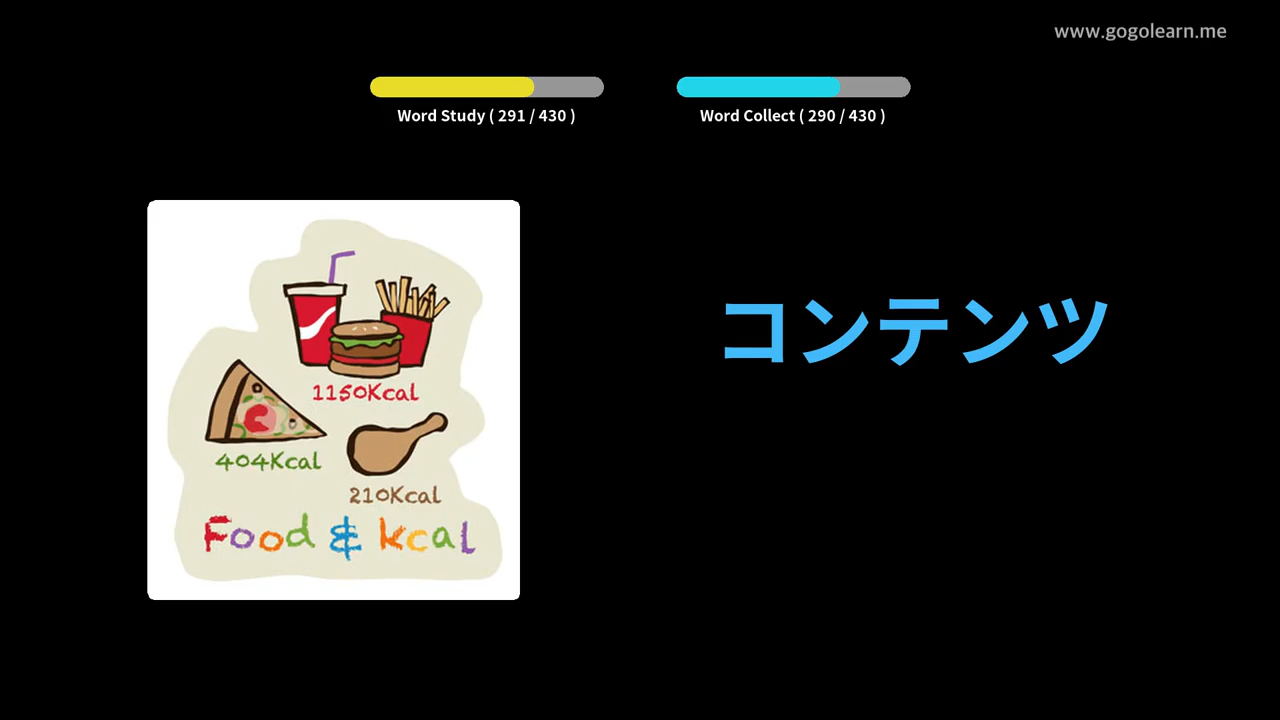 www.gogolearn.me
Word Study ( 291 / 430 )
Word Collect ( 290 / 430 )
1150Kcal
404Kcal
210Kcal
Food & kcal
コンテンツ